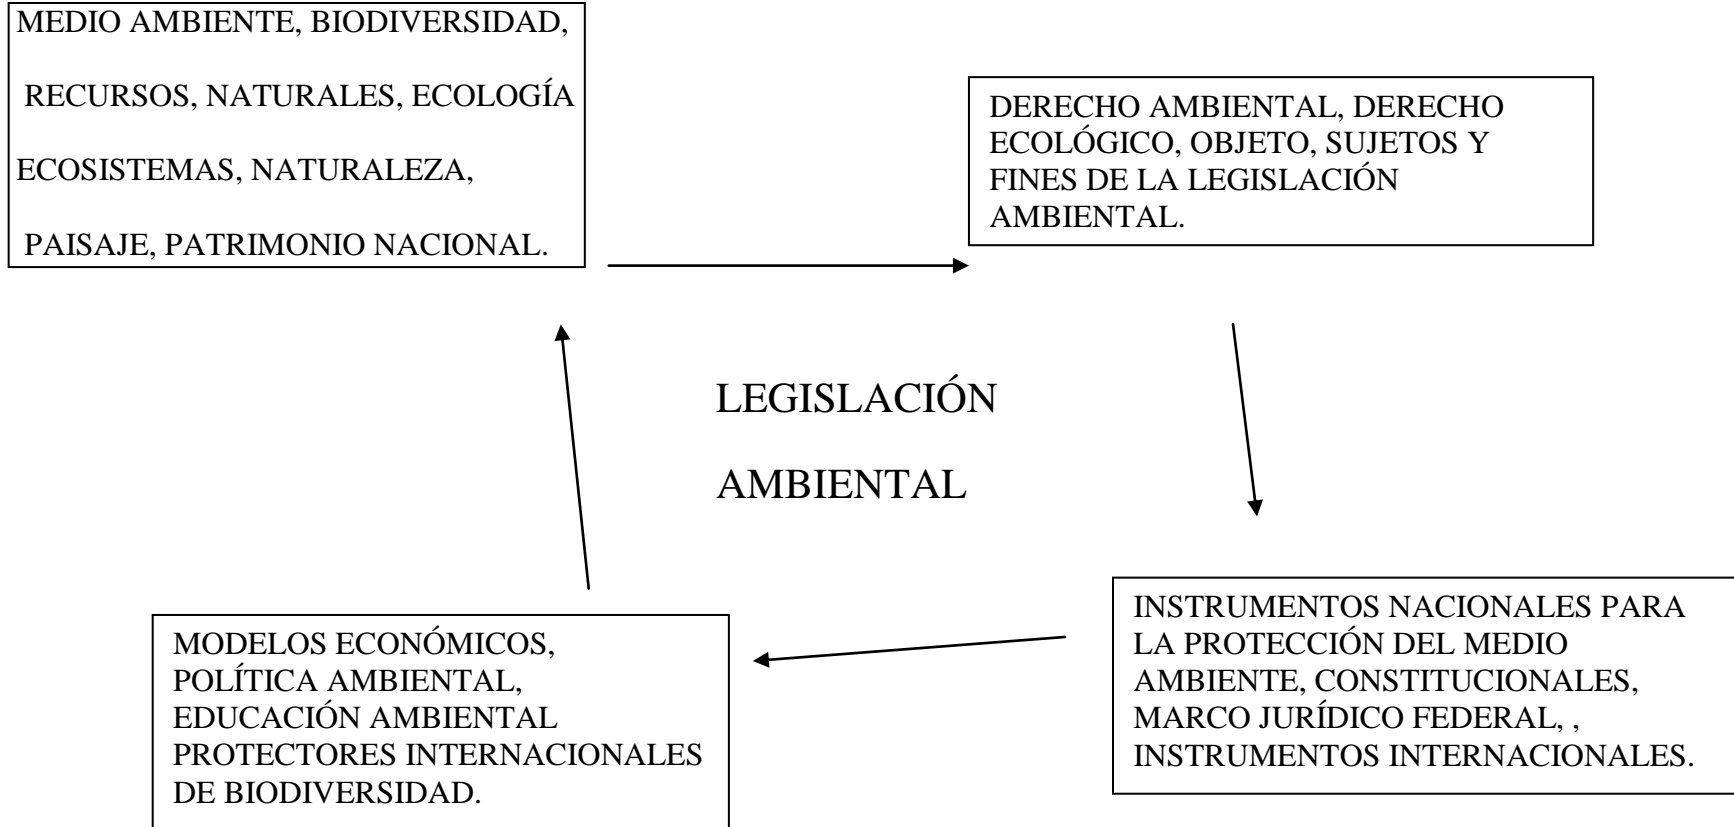 MEDIO AMBIENTE, BIODIVERSIDAD,
RECURSOS, NATURALES, ECOLOGÍA
ECOSISTEMAS, NATURALEZA,
PAISAJE, PATRIMONIO NACIONAL.
DERECHO AMBIENTAL, DERECHO
ECOLÓGICO, OBJETO, SUJETOS Y
FINES DE LA LEGISLACIÓN
AMBIENTAL.
LEGISLACIÓN
AMBIENTAL
INSTRUMENTOS NACIONALES PARA
LA PROTECCIÓN DEL MEDIO
AMBIENTE, CONSTITUCIONALES,
MARCO JURÍDICO FEDERAL, ,
INSTRUMENTOS INTERNACIONALES.
MODELOS ECONÓMICOS,
POLÍTICA AMBIENTAL,
EDUCACIÓN AMBIENTAL
PROTECTORES INTERNACIONALES
DE BIODIVERSIDAD.